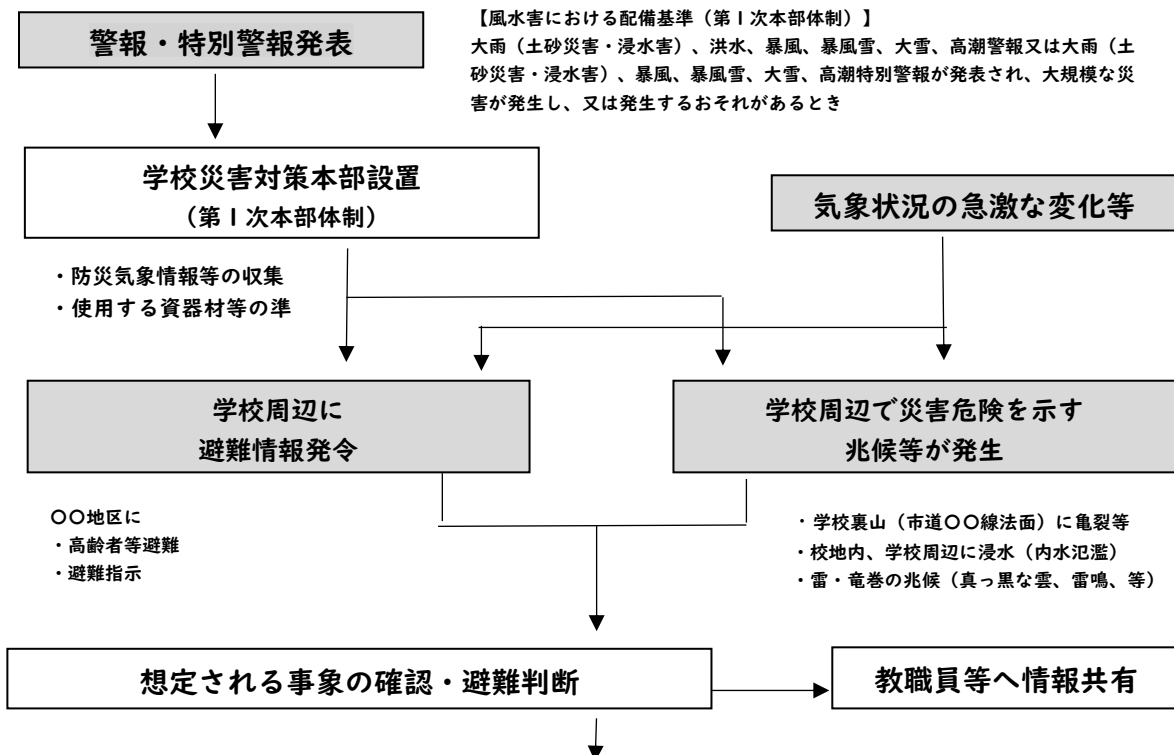 警報・特別警報発表
【風水害における配備基準（第Ⅰ次本部体制）】
大雨（土砂災害・浸水害）、洪水、暴風、暴風雪、大雪、高潮警報又は大雨（土
砂災害・浸水害）、暴風、暴風雪、大雪、高潮特別警報が発表され、大規模な災
害が発生し、又は発生するおそれがあるとき
学校災害対策本部設置
（第Ⅰ次本部体制）
気象状況の急激な変化等
・防災気象情報等の収集
・使用する資器材等の準
学校周辺に
避難情報発令
学校周辺で災害危険を示す
兆候等が発生
〇〇地区に
・高齢者等避難
・避難指示
・学校裏山（市道〇〇線法面）に亀裂等
・校地内、学校周辺に浸水（内水氾濫）
・雷・竜巻の兆候（真っ黒な雲、雷鳴、等）
想定される事象の確認・避難判断
教職員等へ情報共有